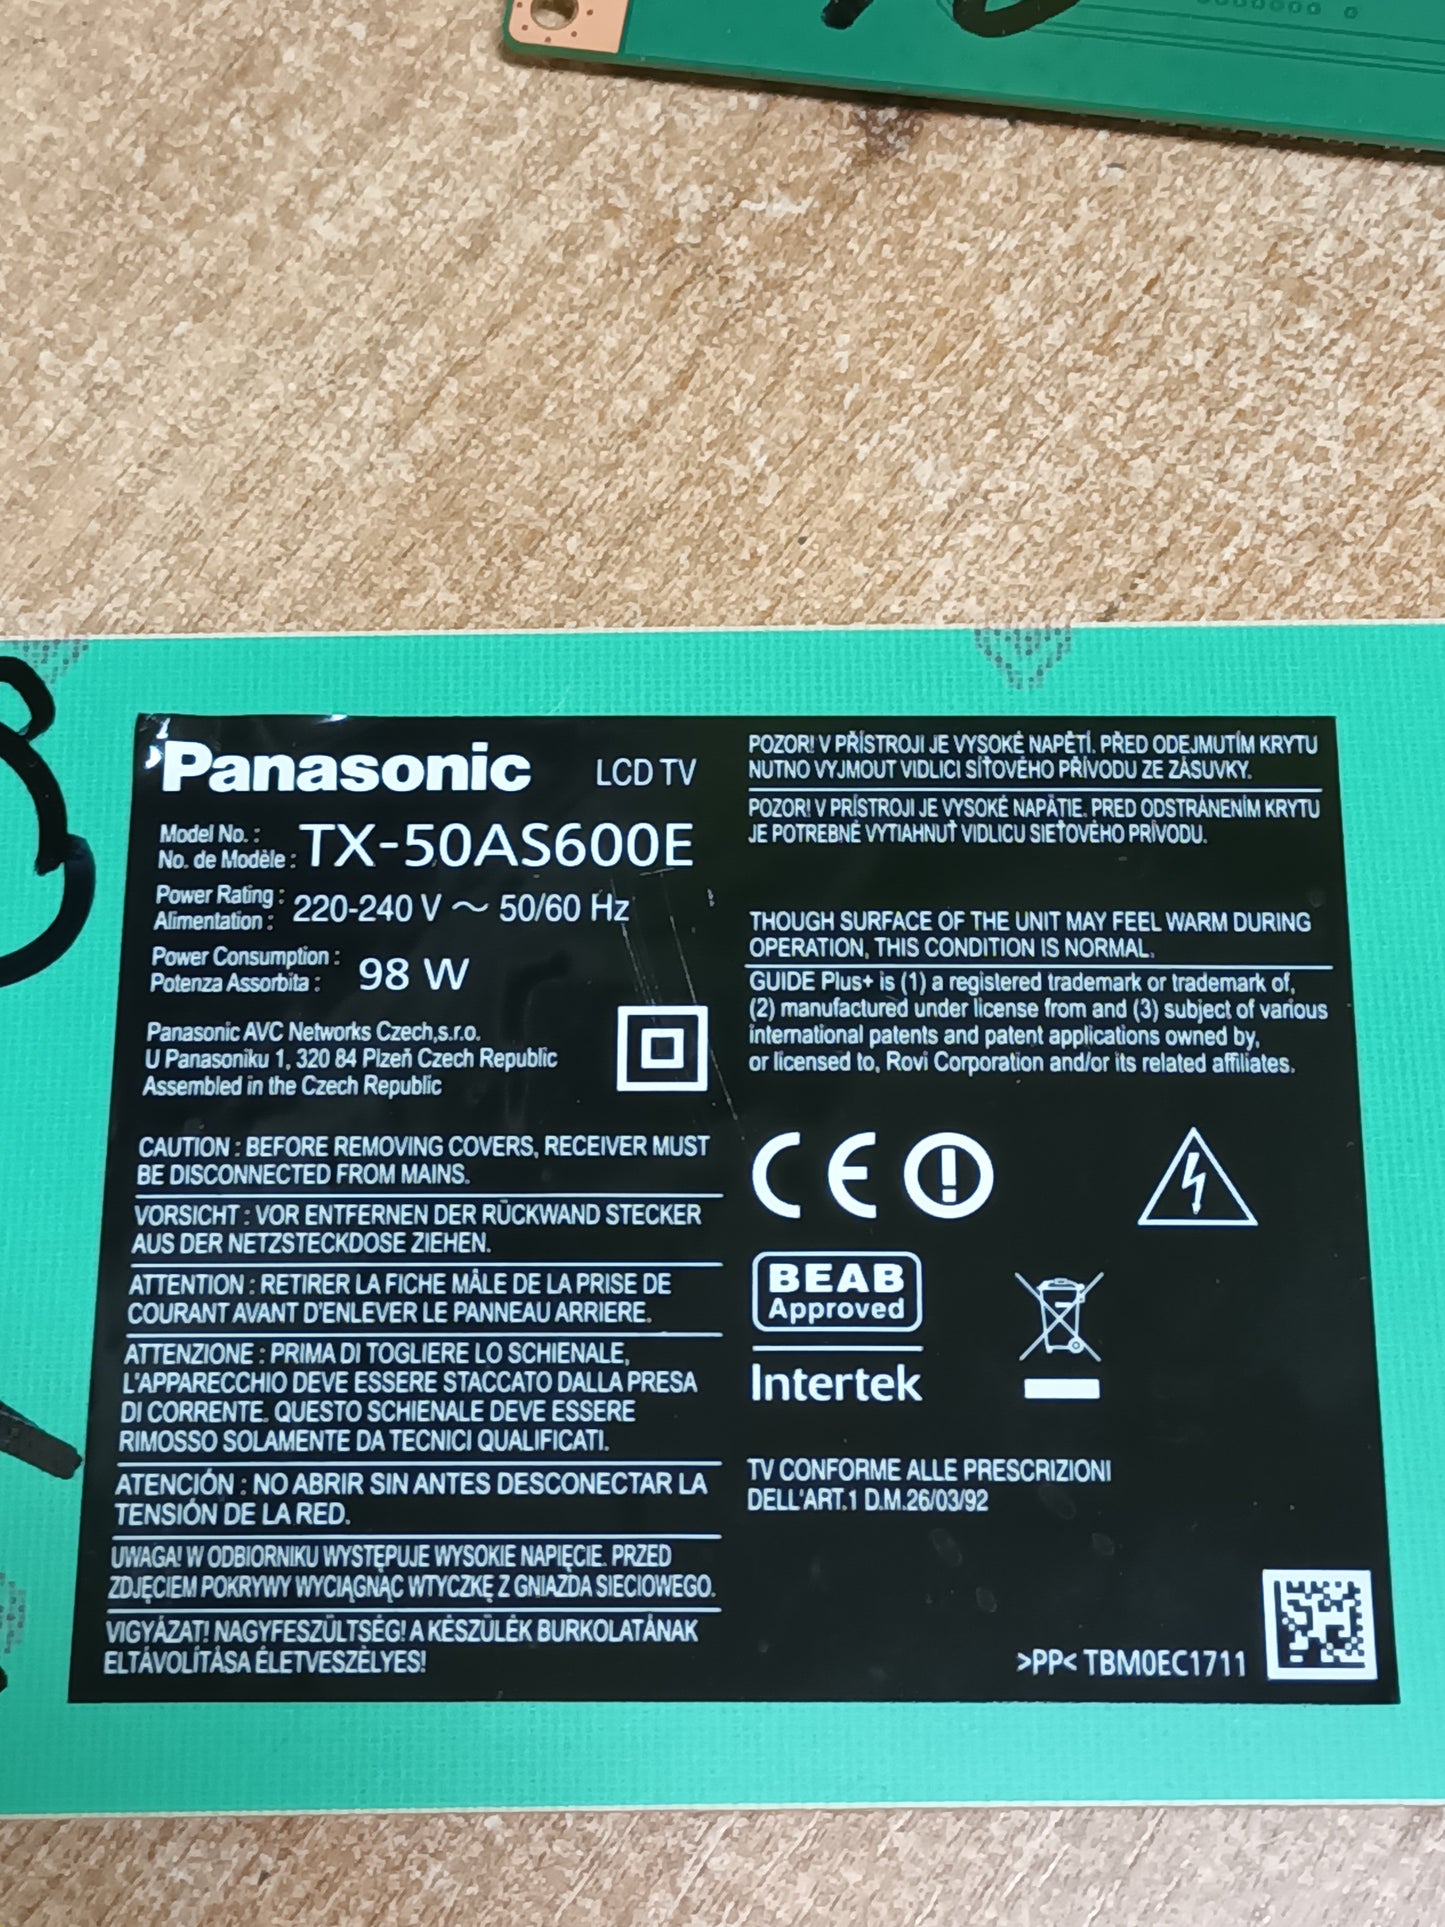 Panasonic LCD TV
Model No. :
No. de Modèle : TX-50AS600E
Power Rating :
Alimentation : 220-240 V ~ 50/60 Hz
Power Consumption :
Potenza Assorbita : 98 W
Panasonic AVC Networks Czech,s.r.o.
U Panasoniku 1, 320 84 Plzeň Czech Republic
Assembled in the Czech Republic
CAUTION : BEFORE REMOVING COVERS, RECEIVER MUST
BE DISCONNECTED FROM MAINS.
VORSICHT : VOR ENTFERNEN DER RÜCKWAND STECKER
AUS DER NETZSTECKDOSE ZIEHEN.
ATTENTION : RETIRER LA FICHE MÂLE DE LA PRISE DE
COURANT AVANT D'ENLEVER LE PANNEAU ARRIERE.
ATTENZIONE : PRIMA DI TOGLIERE LO SCHIENALE,
L'APPARECCHIO DEVE ESSERE STACCATO DALLA PRESA
DI CORRENTE. QUESTO SCHIENALE DEVE ESSERE
RIMOSSO SOLAMENTE DA TECNICI QUALIFICATI.
ATENCIÓN : NO ABRIR SIN ANTES DESCONECTAR LA
TENSIÓN DE LA RED.
UWAGA! W ODBIORNIKU WYSTĘPUJE WYSOKIE NAPIĘCIE. PRZED
ZDJĘCIEM POKRYWY WYCIĄGNĄĆ WTYCZKĘ Z GNIAZDA SIECIOWEGO.
VIGYÁZAT! NAGYFESZÜLTSÉG! A KÉSZÜLÉK BURKOLATÁNAK
ELTÁVOLÍTÁSA ÉLETVESZÉLYES!
POZOR! V PŘÍSTROJI JE VYSOKÉ NAPĚTÍ. PŘED ODEJMUTÍM KRYTU
NUTNO VYJMOUT VIDLICI SÍŤOVÉHO PŘÍVODU ZE ZÁSUVKY.
POZOR! V PRÍSTROJI JE VYSOKÉ NAPÄTIE. PRED ODSTRÁNENÍM KRYTU
JE POTREBNÉ VYTIAHNUŤ VIDLICU SIEŤOVÉHO PRÍVODU.
THOUGH SURFACE OF THE UNIT MAY FEEL WARM DURING
OPERATION, THIS CONDITION IS NORMAL.
GUIDE Plus+ is (1) a registered trademark or trademark of,
(2) manufactured under license from and (3) subject of various
international patents and patent applications owned by,
or licensed to, Rovi Corporation and/or its related affiliates.
CE
BEAB
Approved
Intertek
TV CONFORME ALLE PRESCRIZIONI
DELL'ART.1 D.M.26/03/92
>PP< TBM0EC1711